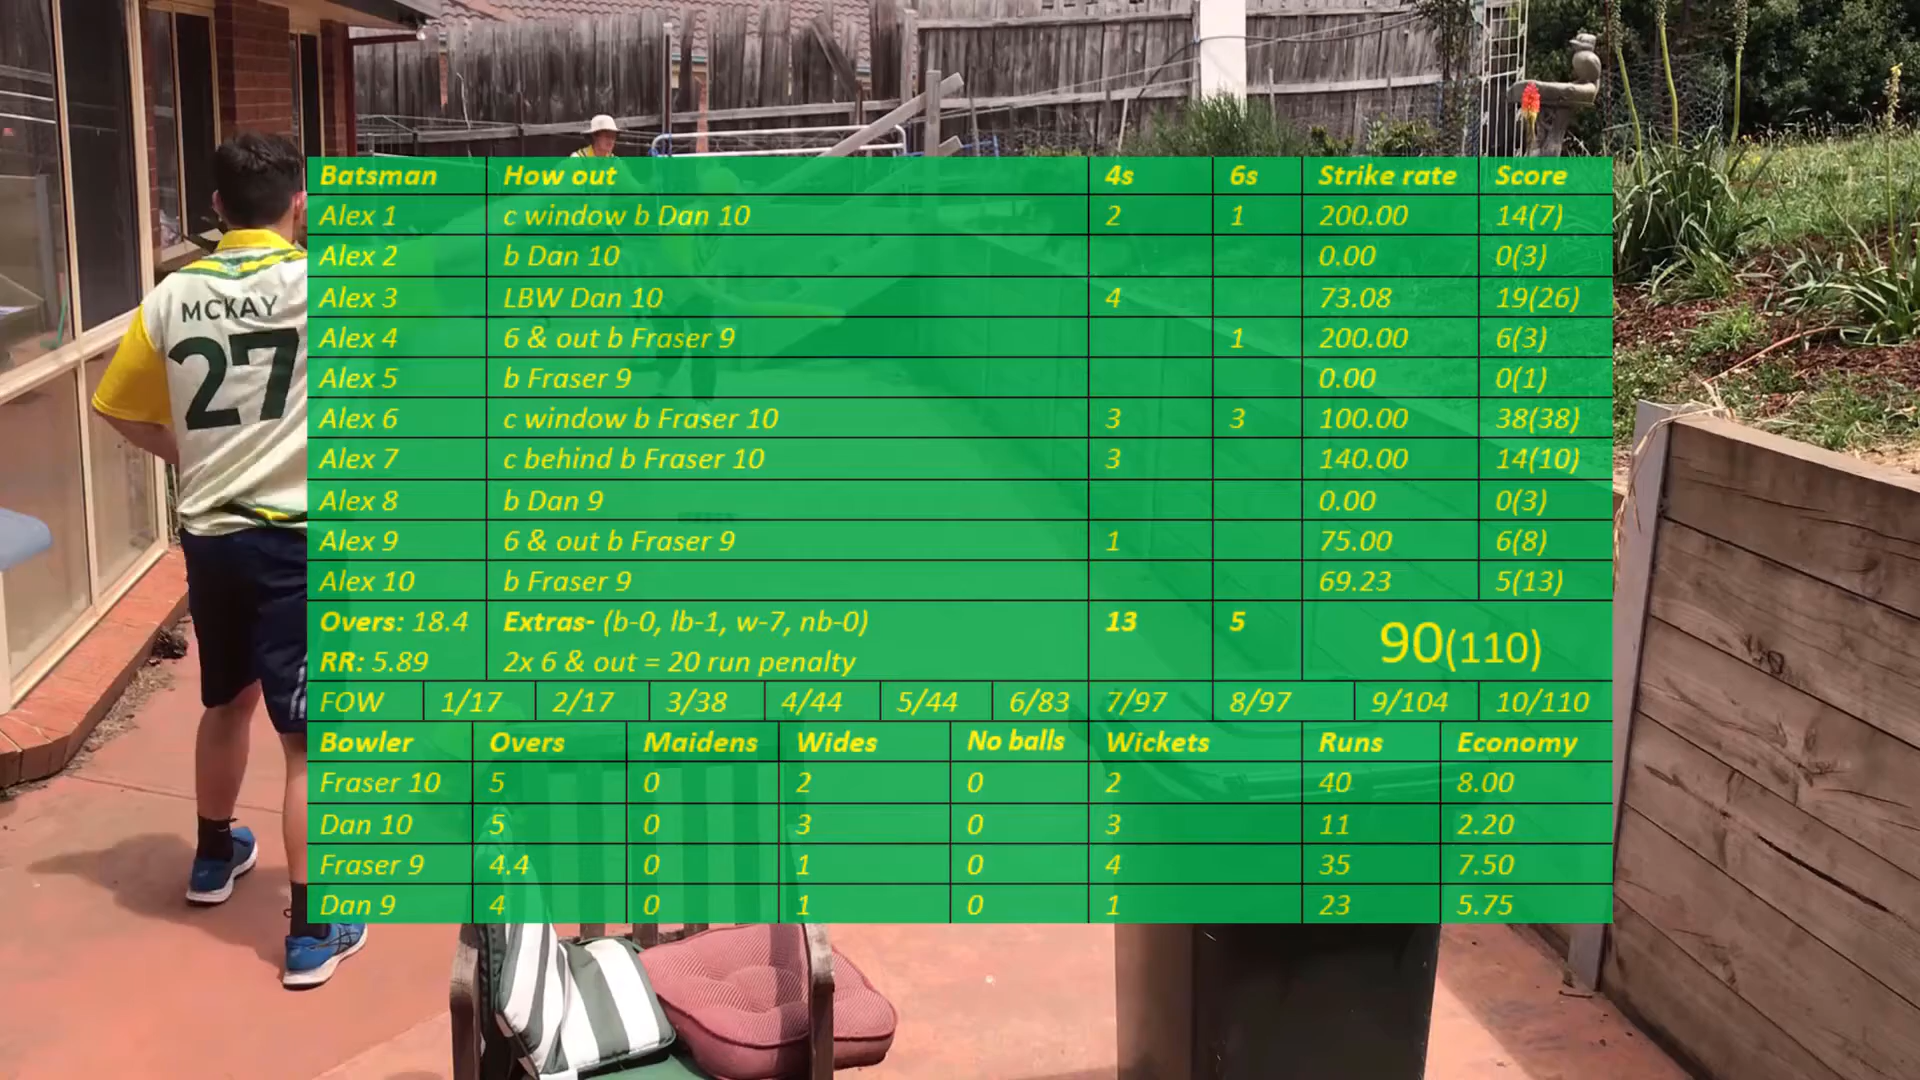 MCKAY
27
Batsman How out 4s 6s Strike rate Score
Alex 1 c window b Dan 10 2 1 200.00 14(7)
Alex 2 b Dan 10 0.00 0(3)
Alex 3 LBW Dan 10 4 73.08 19(26)
Alex 4 6 & out b Fraser 9 1 200.00 6(3)
Alex 5 b Fraser 9 0.00 0(1)
Alex 6 c window b Fraser 10 3 3 100.00 38(38)
Alex 7 c behind b Fraser 10 3 140.00 14(10)
Alex 8 b Dan 9 0.00 0(3)
Alex 9 6 & out b Fraser 9 1 75.00 6(8)
Alex 10 b Fraser 9 69.23 5(13)
Overs: 18.4 Extras- (b-0, lb-1, w-7, nb-0) 13 5 90(110)
RR: 5.89 2x 6 & out = 20 run penalty
FOW 1/17 2/17 3/38 4/44 5/44 6/83 7/97 8/97 9/104 10/110
Bowler Overs Maidens Wides No balls Wickets Runs Economy
Fraser 10 5 0 2 0 2 40 8.00
Dan 10 5 0 3 0 3 11 2.20
Fraser 9 4.4 0 1 0 4 35 7.50
Dan 9 4 0 1 0 1 23 5.75